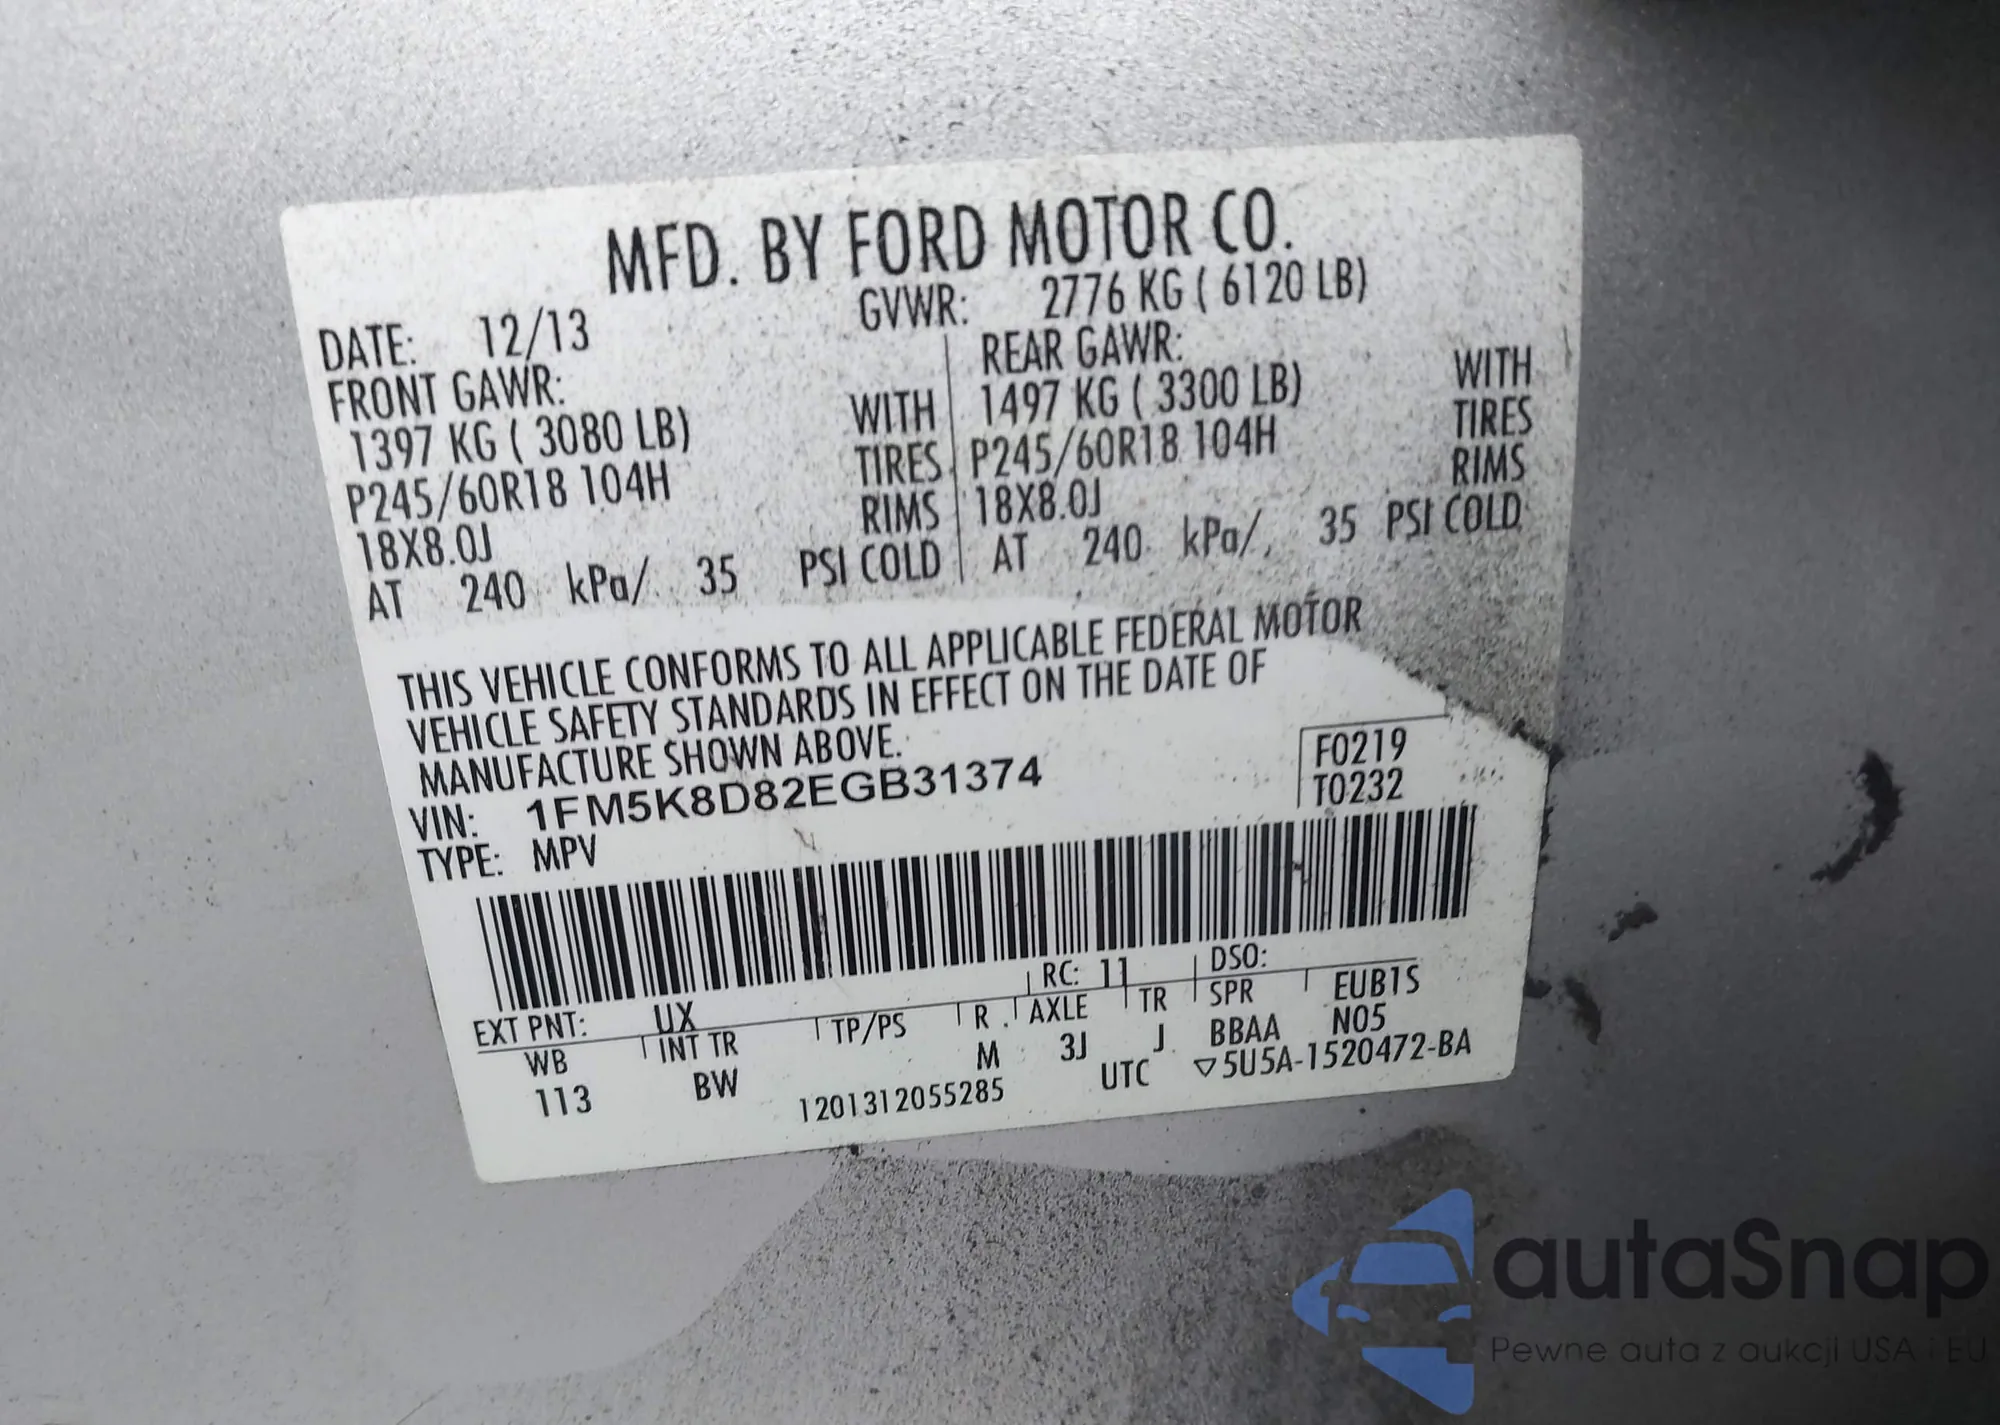 MFD. BY FORD MOTOR CO.
DATE: 12/13 GVWR: 2776 KG ( 6120 LB)
FRONT GAWR: REAR GAWR:
1397 KG ( 3080 LB) WITH 1497 KG ( 3300 LB) WITH
P245/60R18 104H TIRES P245/60R18 104H TIRES
18X8.0J RIMS 18X8.0J RIMS
AT 240 kPa/ 35 PSI COLD AT 240 kPa/ 35 PSI COLD
THIS VEHICLE CONFORMS TO ALL APPLICABLE FEDERAL MOTOR
VEHICLE SAFETY STANDARDS IN EFFECT ON THE DATE OF
MANUFACTURE SHOWN ABOVE.
VIN: 1FM5K8D82EGB31374 F0219
TYPE: MPV T0232
EXT PNT: UX RC: 11 DSO:
WB INT TR TP/PS R AXLE TR SPR EUB1S
113 BW M 3J J BBAA N05
1201312055285 UTC ▽5U5A-1520472-BA
autaSnap
Pewne auta z aukcji USA i EU